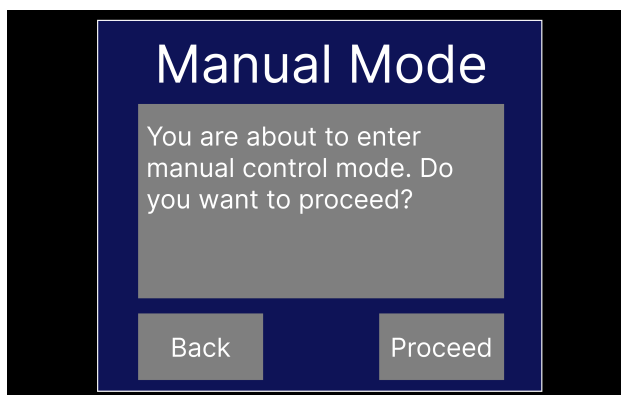 Manual Mode
You are about to enter
manual control mode. Do
you want to proceed?
Back
Proceed